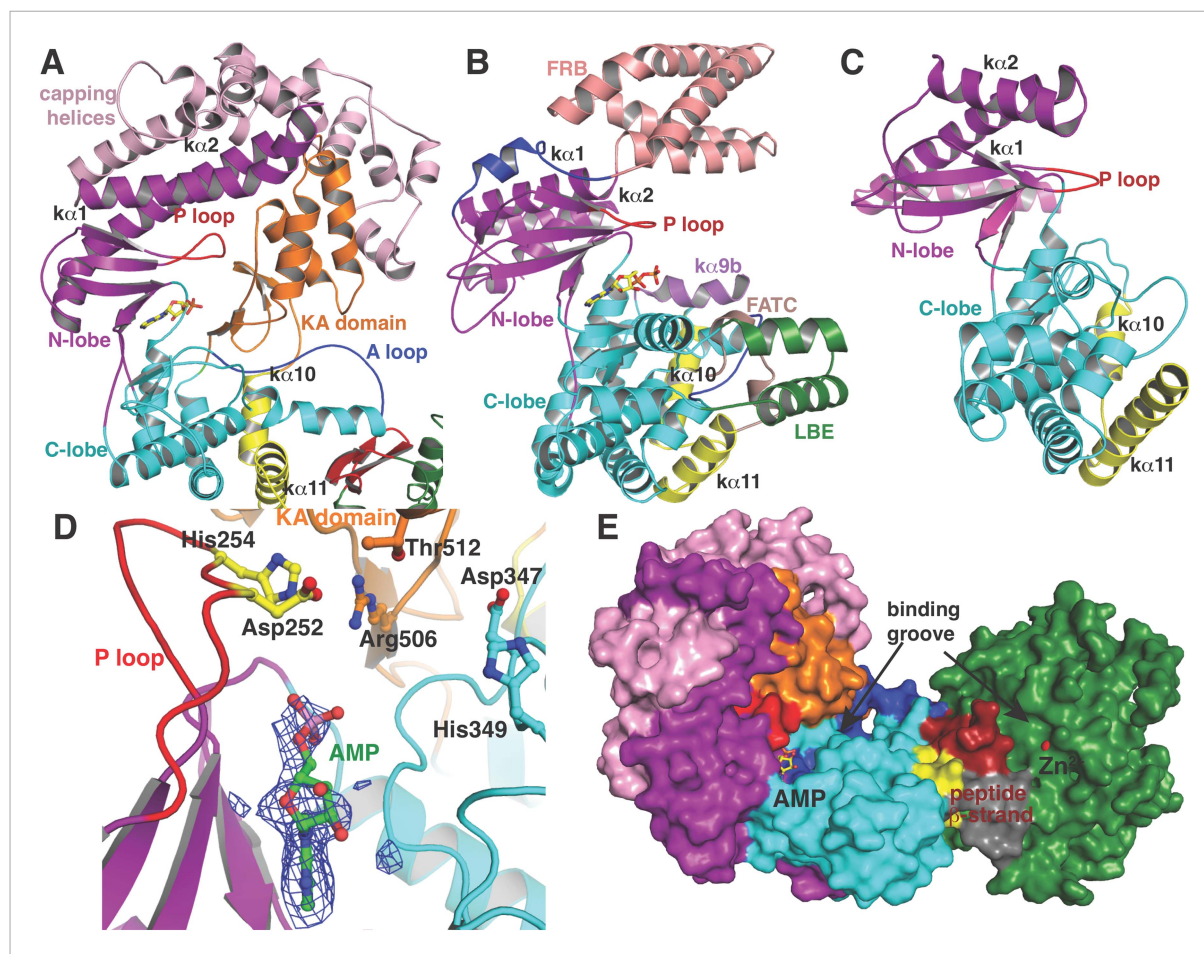 A
capping
helices
kα2
kα1
P loop
N-lobe
KA domain
A loop
kα10
C-lobe
kα11
B
FRB
kα1
kα2
P loop
kα9b
N-lobe
FATC
kα10
C-lobe
LBE
kα11
C
kα2
kα1
P loop
N-lobe
kα10
C-lobe
kα11
D
KA domain
His254
Thr512
Asp347
Asp252
Arg506
P loop
His349
AMP
E
binding
groove
AMP
Zn
peptide
β-strand